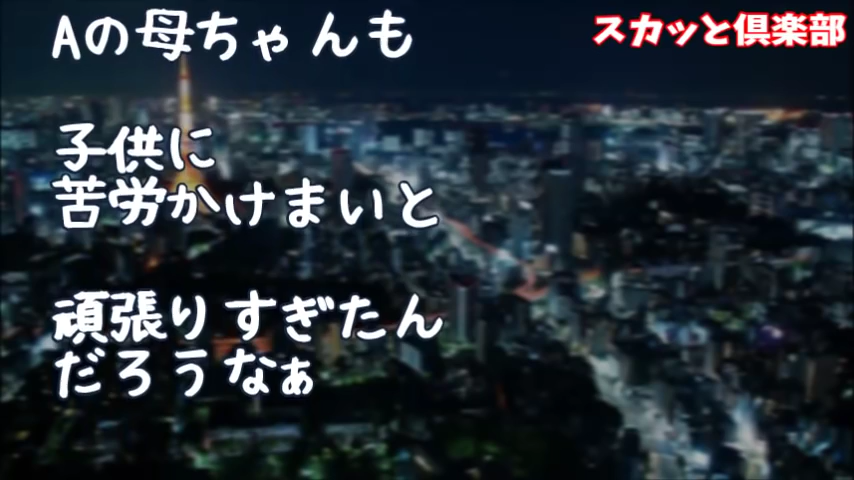 スカッと倶楽部
Aの母ちゃんも
子供に
苦労かけまいと
頑張りすぎたん
だろうなぁ